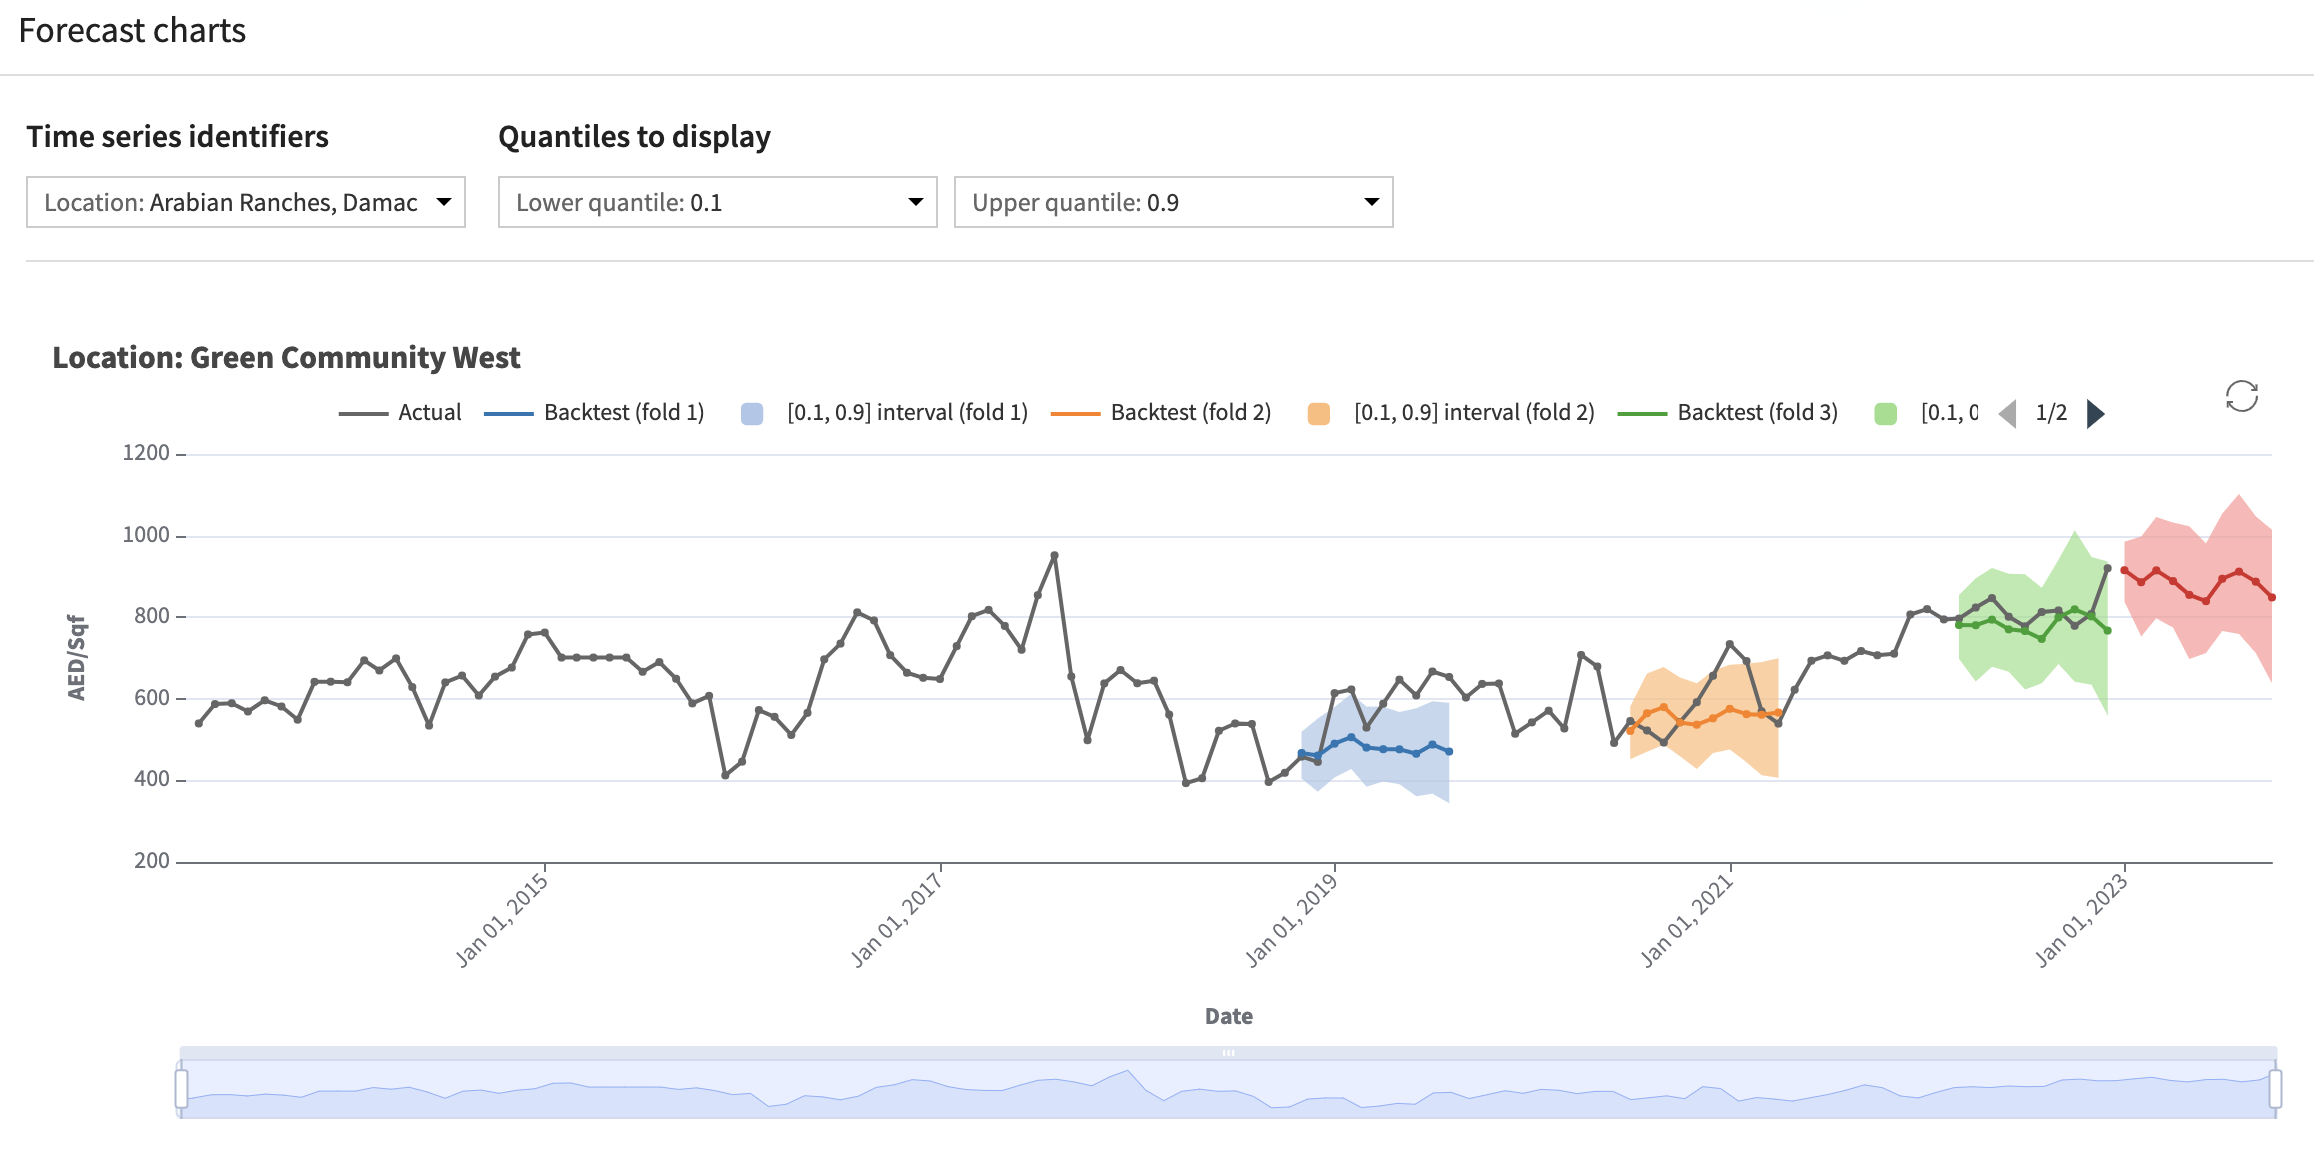 Forecast charts
Time series identifiers
Quantiles to display
Location: Arabian Ranches, Damac
Lower quantile: 0.1
Upper quantile: 0.9
Location: Green Community West
Actual
Backtest (fold 1)
[0.1, 0.9] interval (fold 1)
Backtest (fold 2)
[0.1, 0.9] interval (fold 2)
Backtest (fold 3)
[0.1, 0
1/2
1200
1000
800
600
400
200
AED/Sqf
Jan 01, 2015
Jan 01, 2017
Jan 01, 2019
Jan 01, 2021
Jan 01, 2023
Date